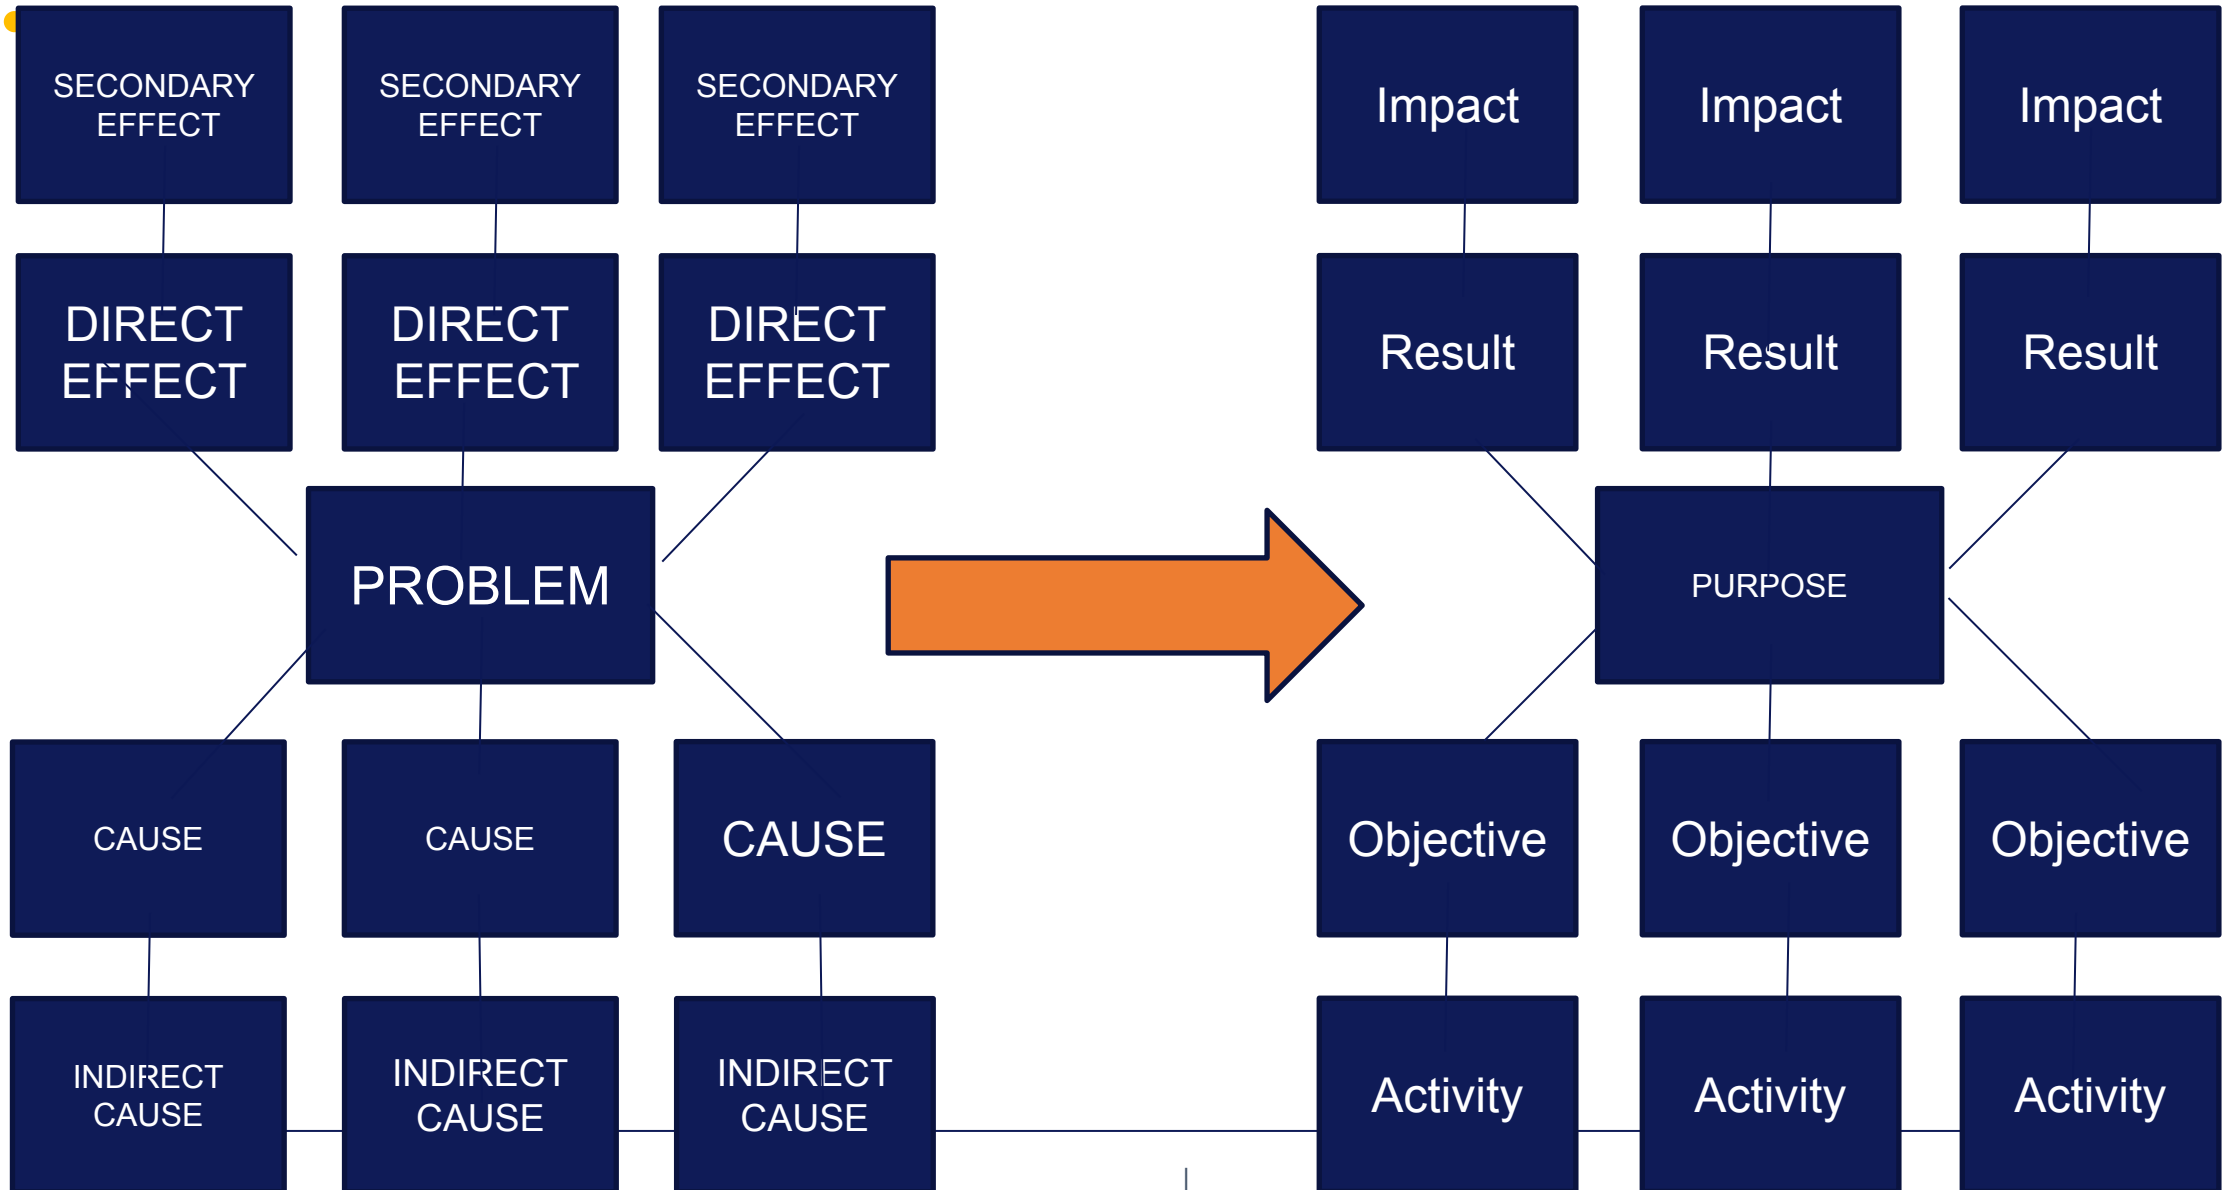 SECONDARY
EFFECT
SECONDARY
EFFECT
SECONDARY
EFFECT
Impact
Impact
Impact
DIRECT
EFFECT
DIRECT
EFFECT
DIRECT
EFFECT
Result
Result
Result
PROBLEM
PURPOSE
CAUSE
CAUSE
CAUSE
Objective
Objective
Objective
INDIRECT
CAUSE
INDIRECT
CAUSE
INDIRECT
CAUSE
Activity
Activity
Activity